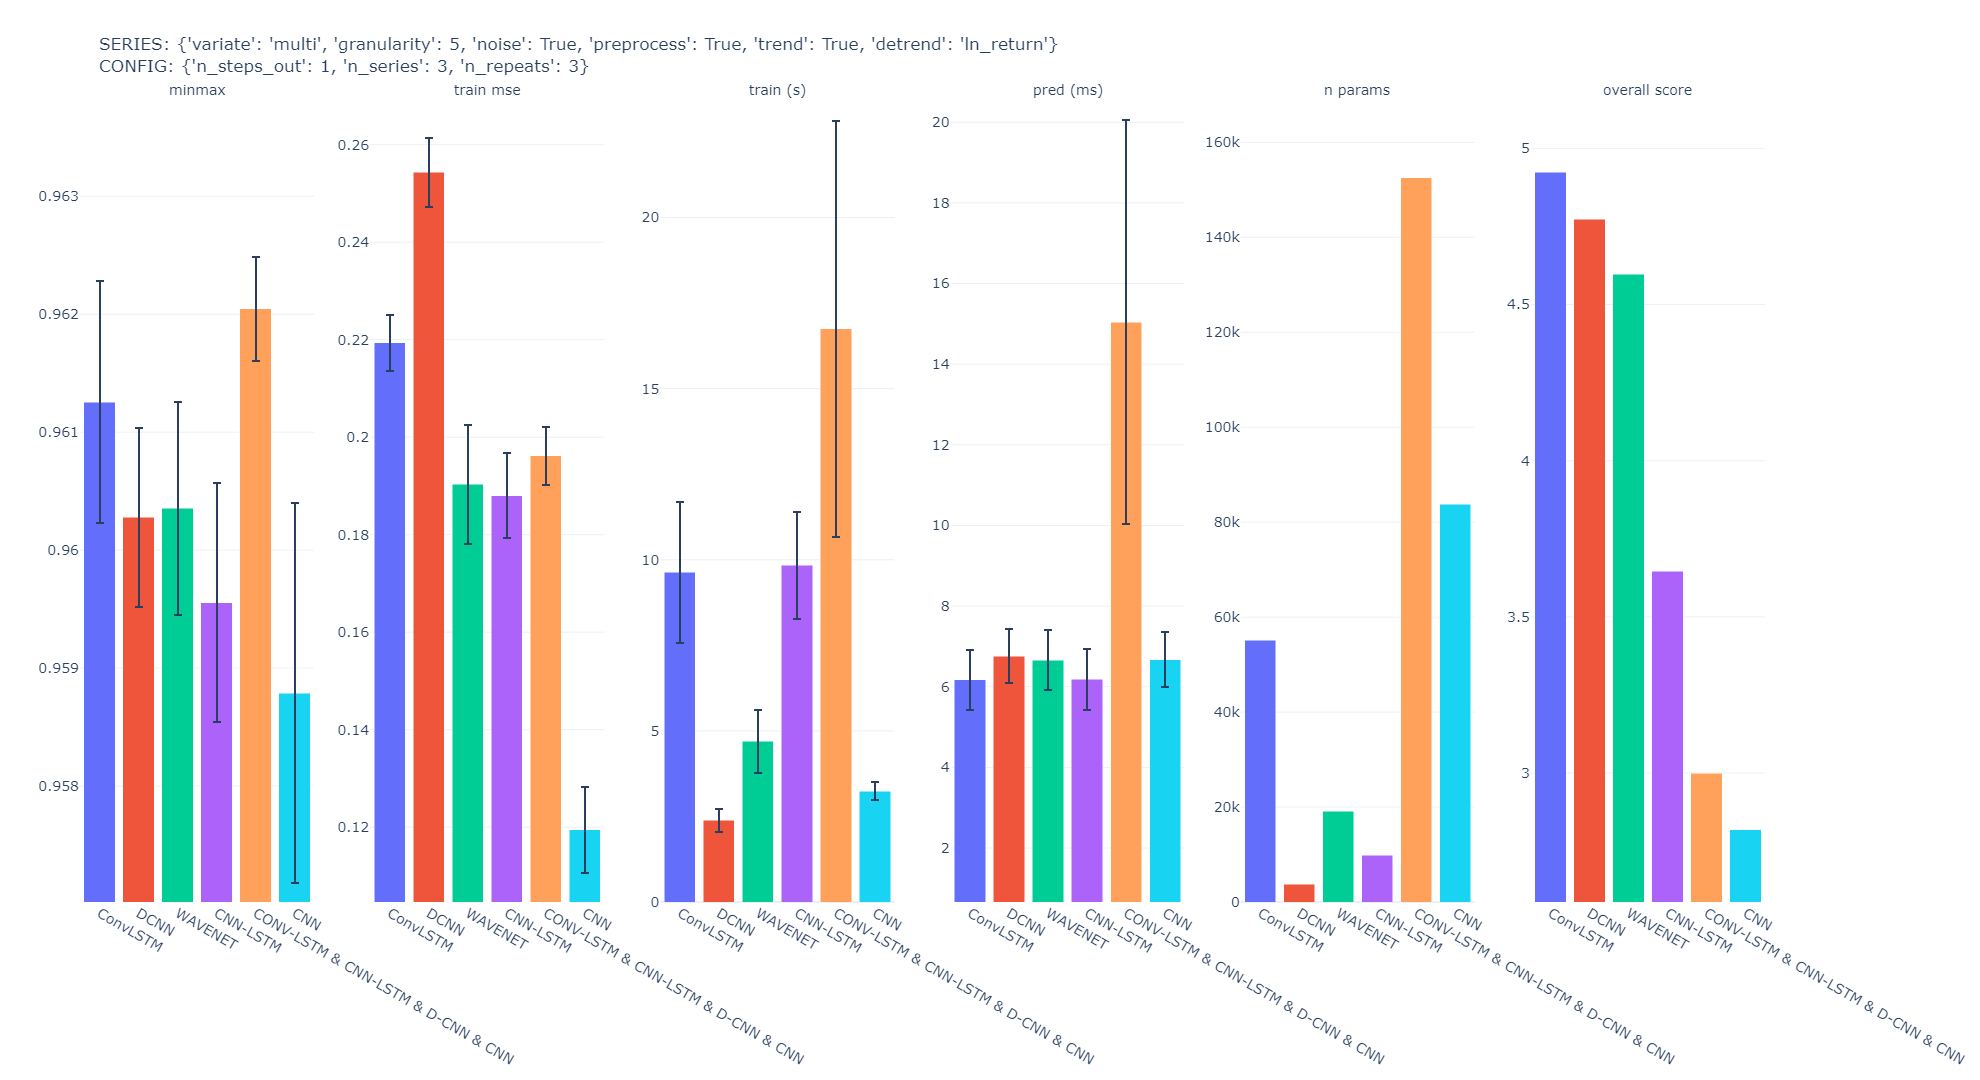 SERIES: {'variate': 'multi', 'granularity': 5, 'noise': True, 'preprocess': True, 'trend': True, 'detrend': 'ln_return'}
CONFIG: {'n_steps_out': 1, 'n_series': 3, 'n_repeats': 3}
minmax
0.963
0.962
0.961
0.96
0.959
0.958
ConvLSTM
DCNN
WAVENET
CNN-LSTM
CONV-LSTM & CNN-LSTM & D-CNN & CNN
CNN
train mse
0.26
0.24
0.22
0.2
0.18
0.16
0.14
0.12
ConvLSTM
DCNN
WAVENET
CNN-LSTM
CONV-LSTM & CNN-LSTM & D-CNN & CNN
CNN
train (s)
20
15
10
5
0
ConvLSTM
DCNN
WAVENET
CNN-LSTM
CONV-LSTM & CNN-LSTM & D-CNN & CNN
CNN
pred (ms)
20
18
16
14
12
10
8
6
4
2
ConvLSTM
DCNN
WAVENET
CNN-LSTM
CONV-LSTM & CNN-LSTM & D-CNN & CNN
CNN
n params
160k
140k
120k
100k
80k
60k
40k
20k
0
ConvLSTM
DCNN
WAVENET
CNN-LSTM
CONV-LSTM & CNN-LSTM & D-CNN & CNN
CNN
overall score
5
4.5
4
3.5
3
ConvLSTM
DCNN
WAVENET
CNN-LSTM
CONV-LSTM & CNN-LSTM & D-CNN & CNN
CNN